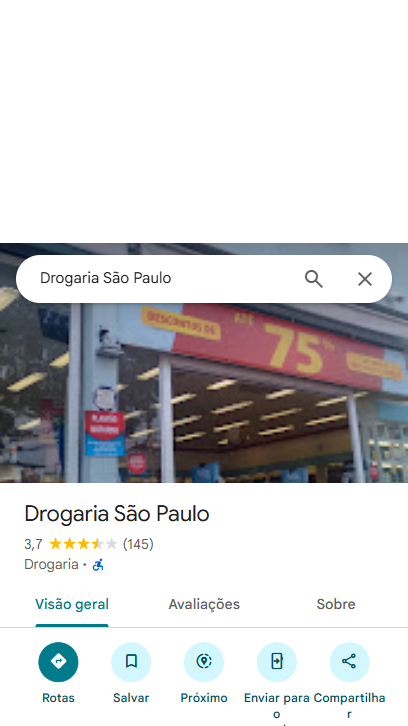 Drogaria São Paulo
DESCONTOS DE
ATÉ
75%
Drogaria São Paulo
3,7 (145)
Drogaria •
Visão geral
Avaliações
Sobre
Rotas
Salvar
Próximo
Enviar para
o
Compartilha
r